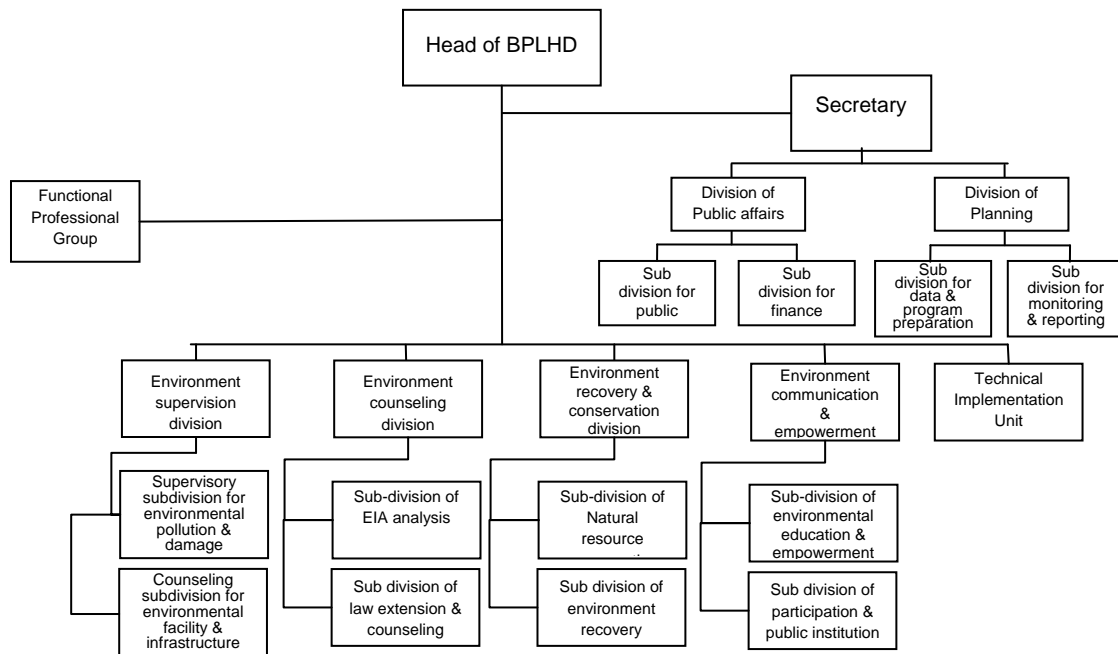 Head of BPLHD
Secretary
Functional
Professional
Group
Division of
Public affairs
Division of
Planning
Sub
division for
public
Sub
division for
finance
Sub
division for
data &
program
preparation
Sub
division for
monitoring
& reporting
Environment
supervision
division
Environment
counseling
division
Environment
recovery &
conservation
division
Environment
communication
&
empowerment
Technical
Implementation
Unit
Supervisory
subdivision for
environmental
pollution &
damage
Sub-division of
EIA analysis
Sub-division of
Natural
resource
Sub-division of
environmental
education &
empowerment
Counseling
subdivision for
environmental
facility &
infrastructure
Sub division of
law extension &
counseling
Sub division of
environment
recovery
Sub division of
participation &
public institution